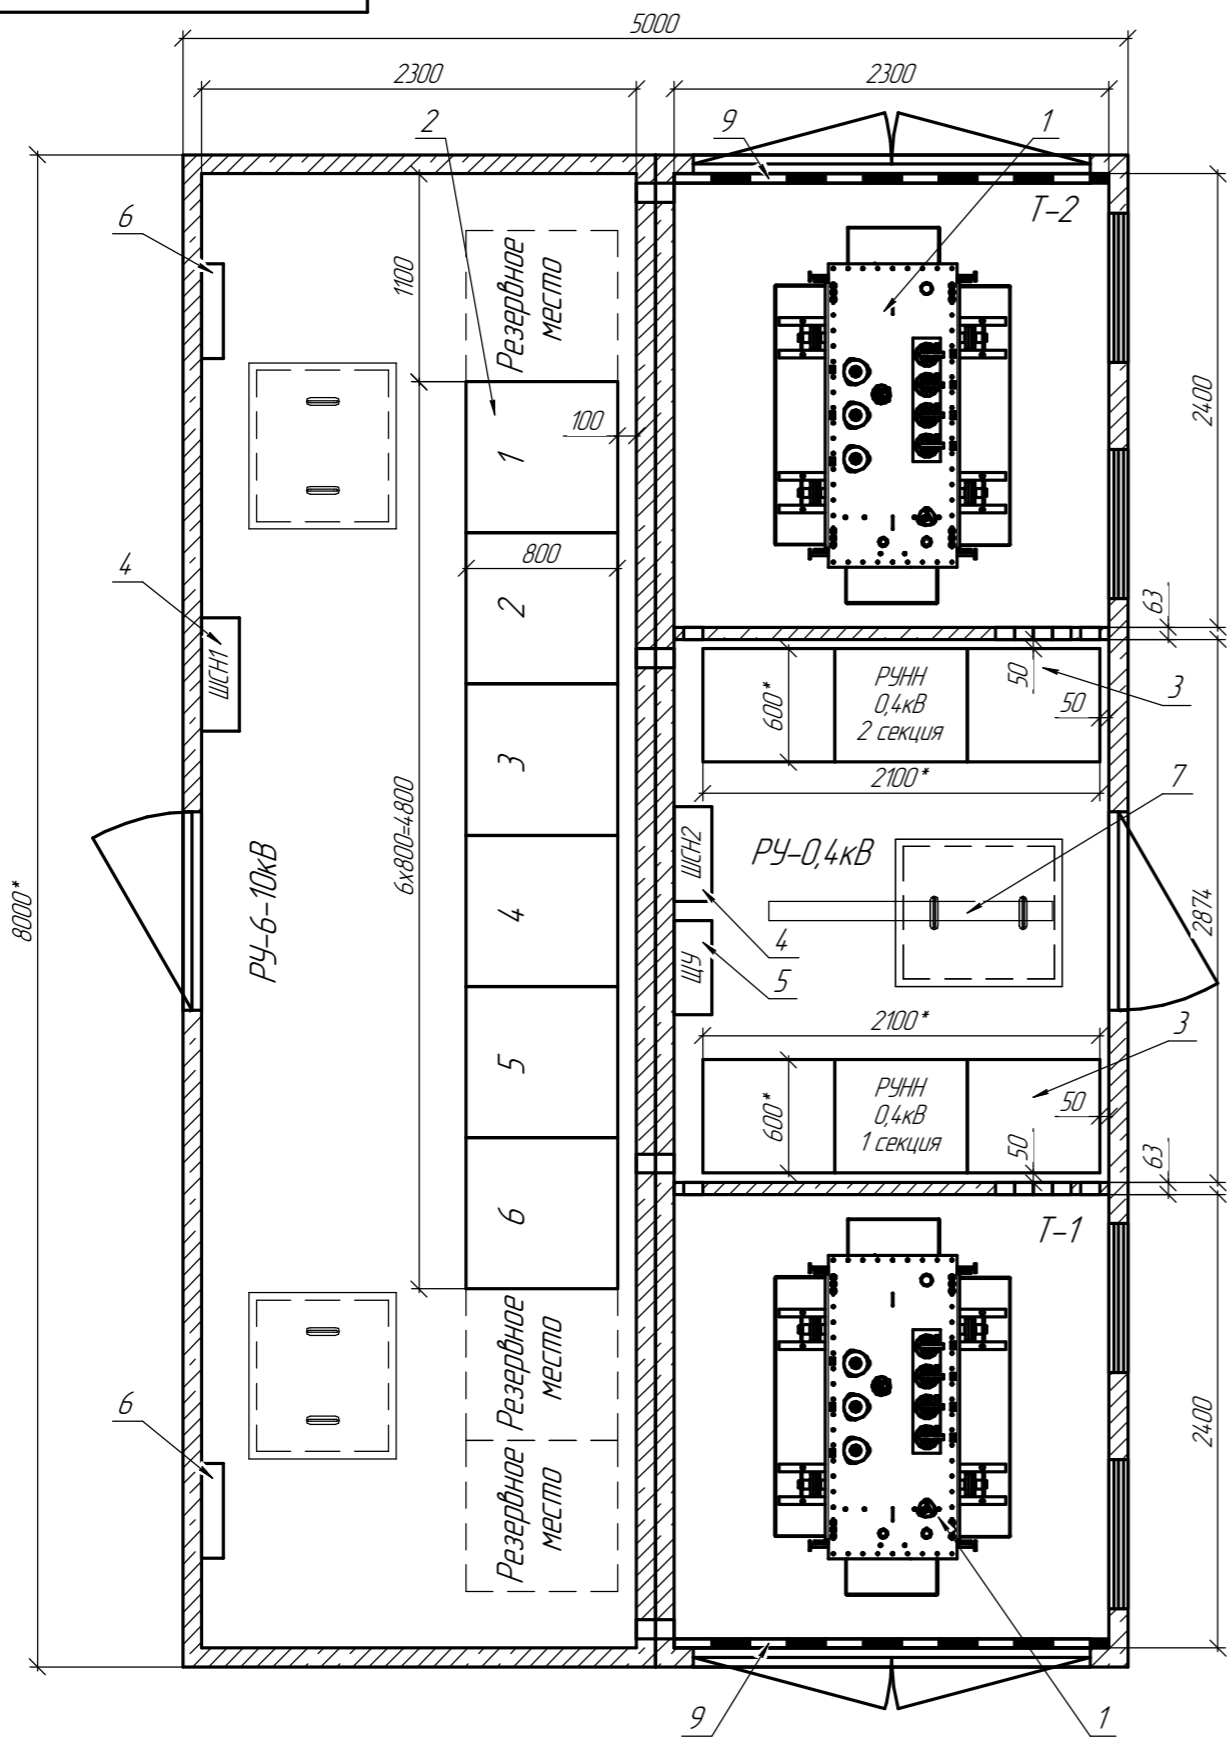 5000
2300
2300
2
9
1
6
Т-2
1100
Резервное
место
2400
100
1
800
4
2
63
ШСН1
50
3
РУНН
0,4кВ
2 секция
600*
50
3
2100*
7
6х800=4800
ШСН2
РУ-0,4кВ
8000*
РУ-6-10кВ
4
2874
4
ЩУ
5
2100*
3
5
РУНН
0,4кВ
1 секция
600*
50
50
63
6
Т-1
Резервное
место
6
2400
Резервное
место
9
1